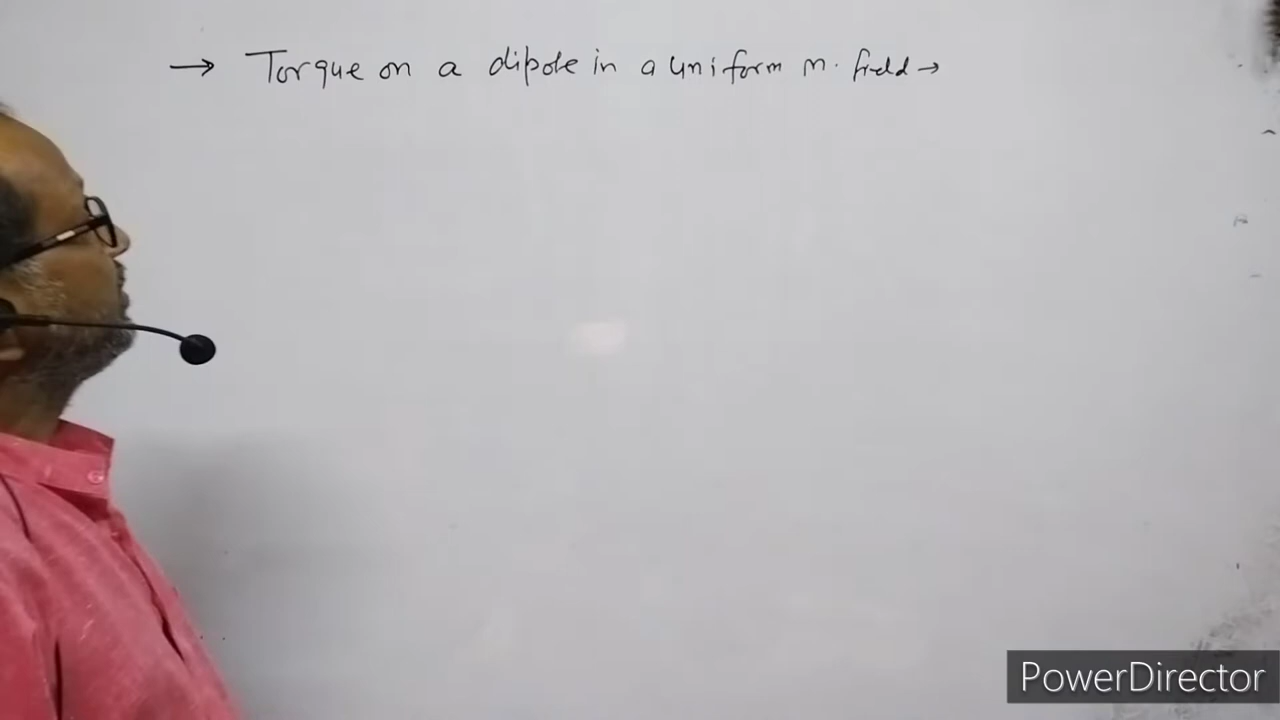 → Torque on a dipole in a uniform m. field →
PowerDirector